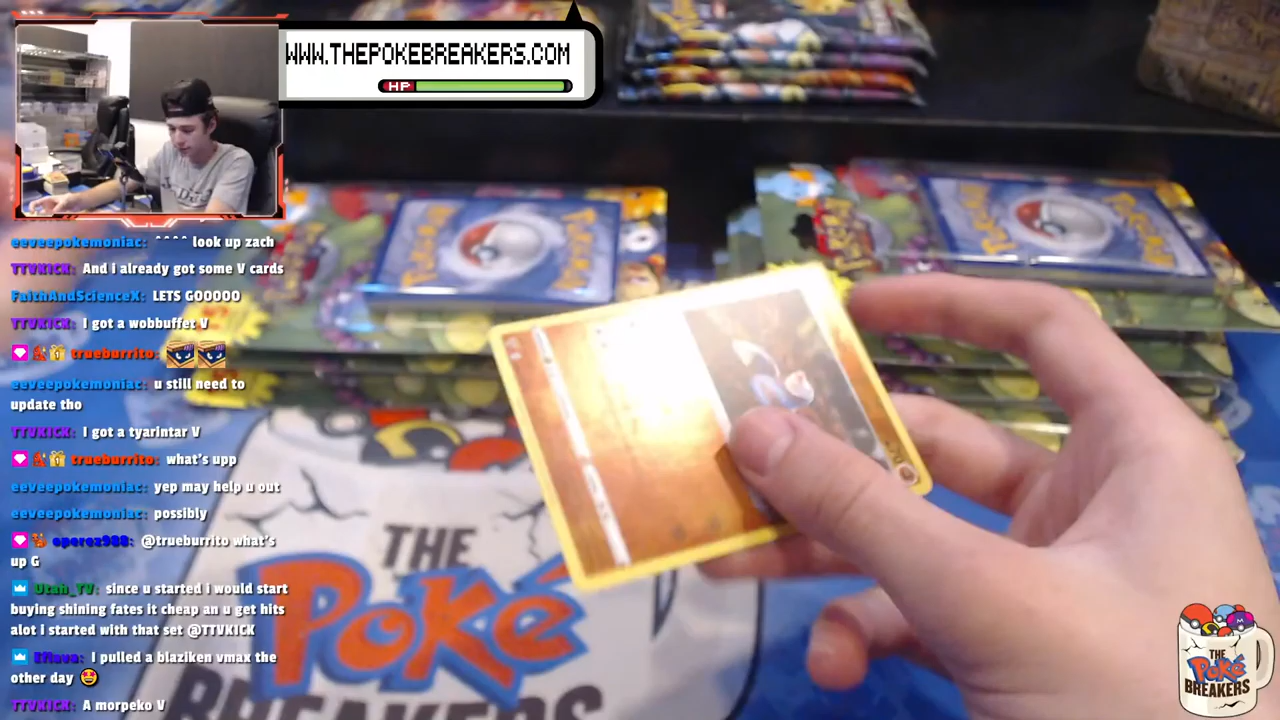 WWW.THEPOKEBREAKERS.COM
HP
eeveepokemoniac: ^^^^ look up zach
TTVKICK: And i already got some V cards
FaithAndScienceX: LETS GOOOOO
TTVKICK: I got a wobbuffet V
trueburrito:
eeveepokemoniac: u still need to
update tho
TTVKICK: I got a tyarintar V
trueburrito: what's upp
eeveepokemoniac: yep may help u out
eeveepokemoniac: possibly
operez988: @trueburrito what's
up G
Utah_TV: since u started i would start
buying shining fates it cheap an u get hits
alot i started with that set @TTVKICK
I pulled a blaziken vmax the
other day
TTVKICK: A morpeko V
THE
Poké
BREAKERS
THE
Poké
BREAKERS